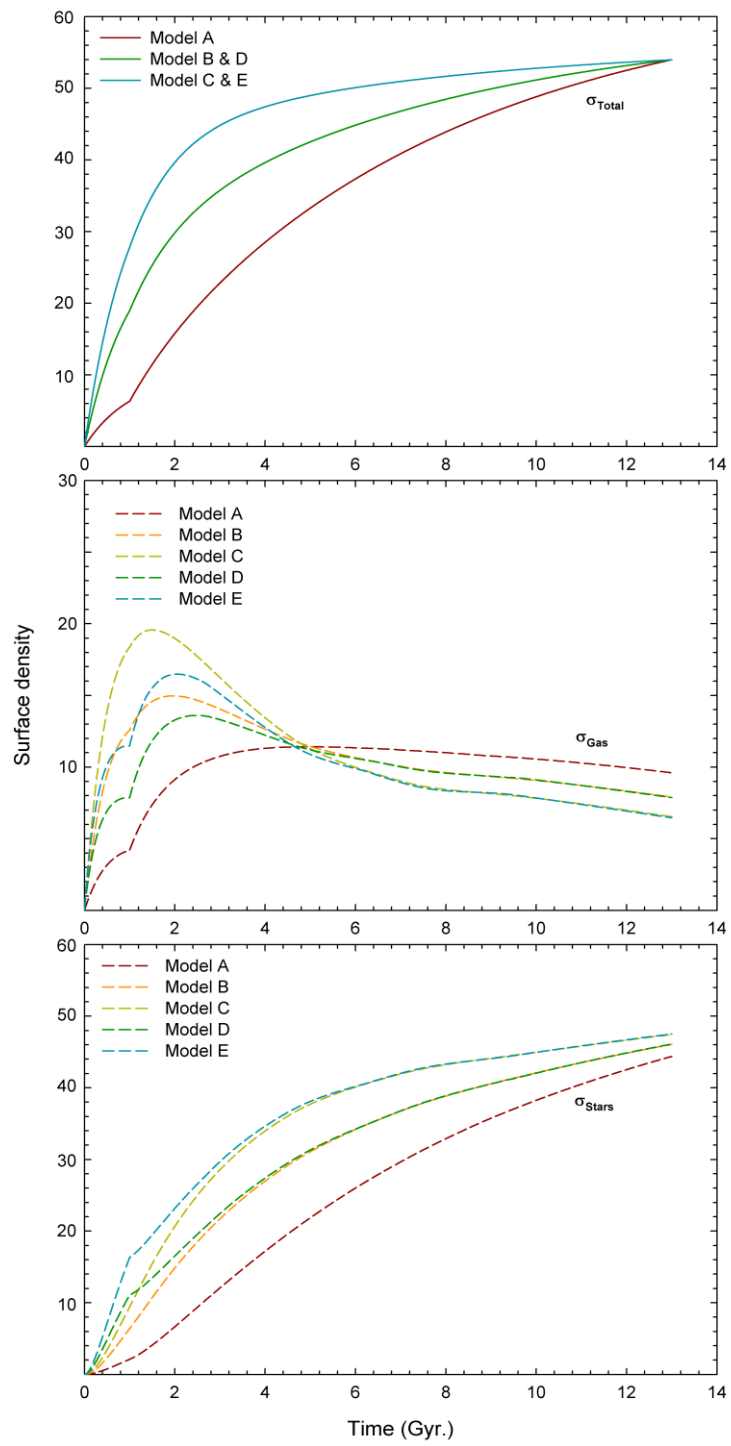 60
Model A
Model B & D
50
Model C & E
σTotal
40
30
20
10
0 2 4 6 8 10 12 14
30
Model A
Model B
Model C
Model D
Model E
20
σGas
10
0 2 4 6 8 10 12 14
Surface density
60
Model A
Model B
Model C
50
Model D
Model E
40
σStars
30
20
10
0 2 4 6 8 10 12 14
Time (Gyr.)